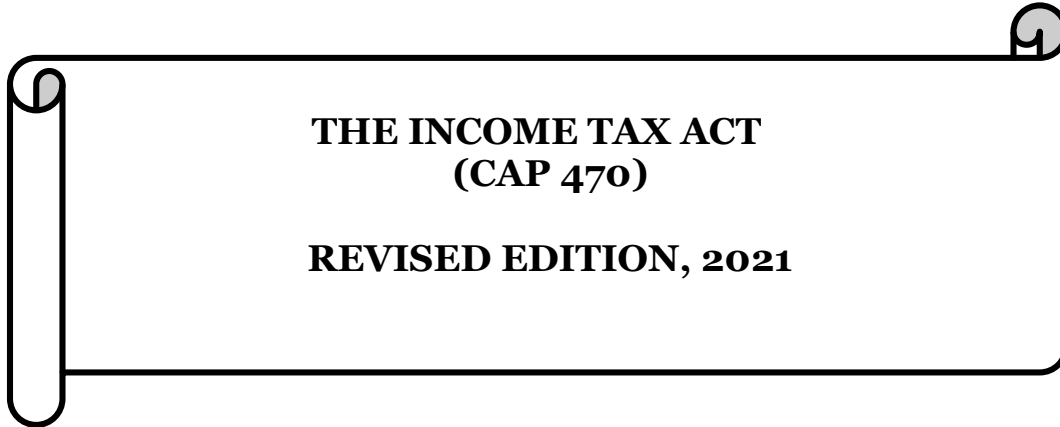 THE INCOME TAX ACT
(CAP 470)
REVISED EDITION, 2021